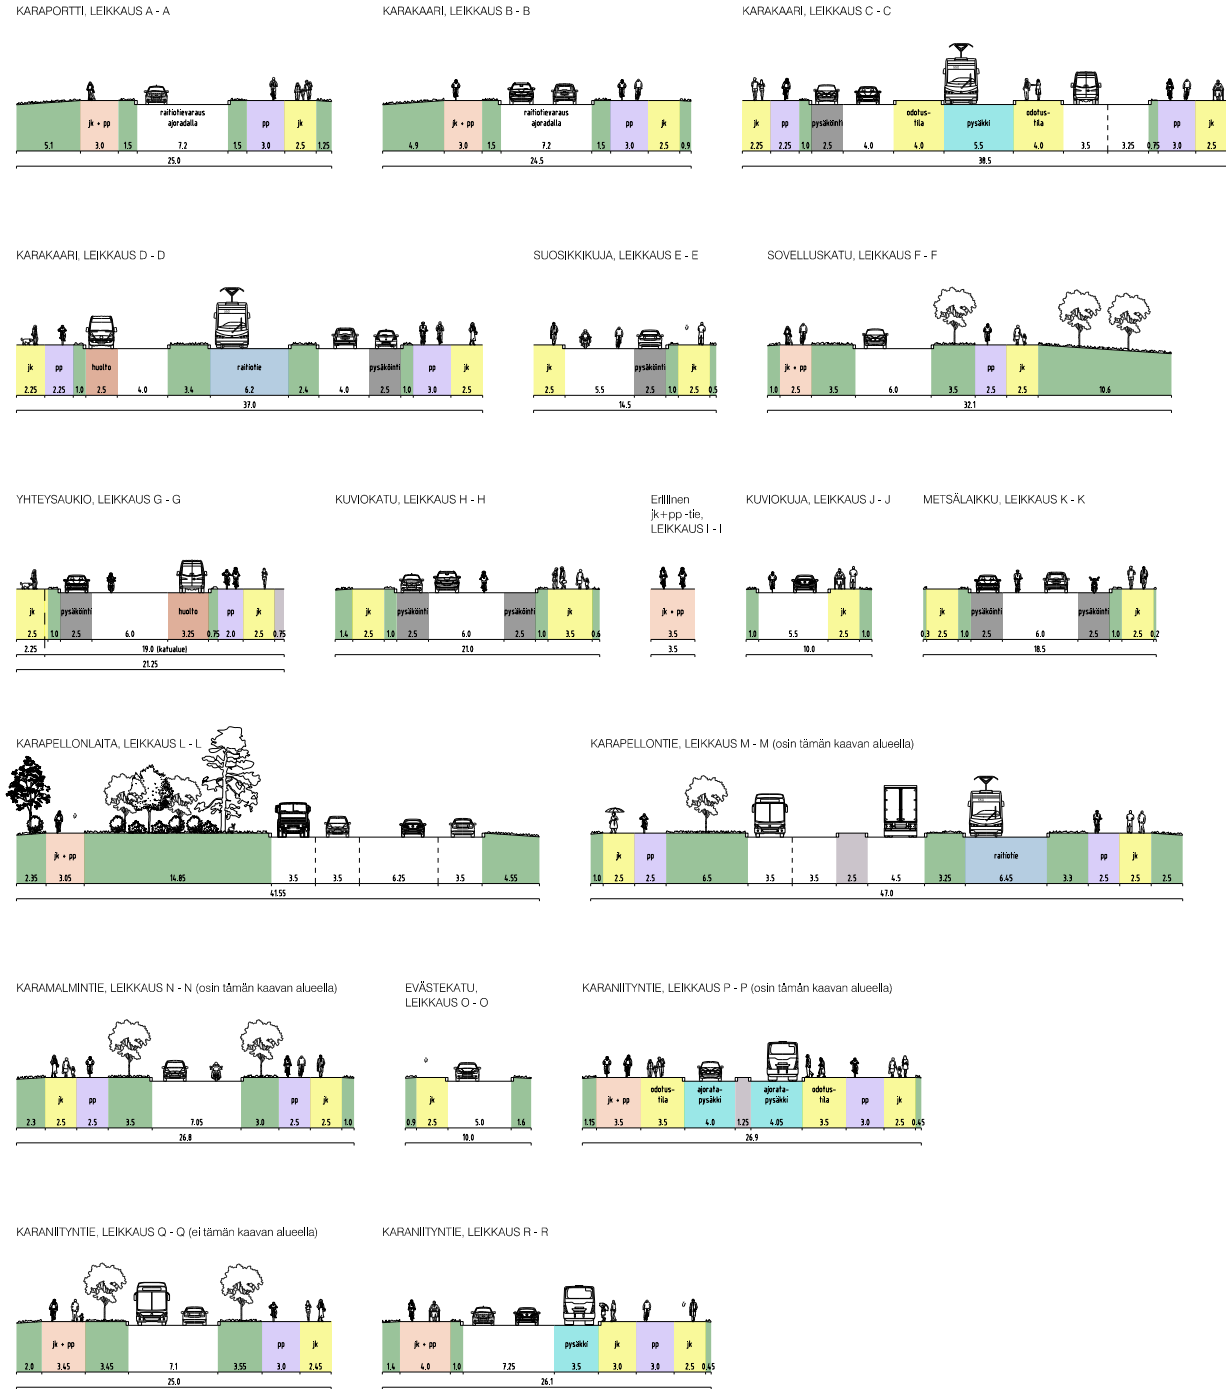 KARAPORTTI, LEIKKAUS A - A
jk + pp
raitiotievaraus
ajoradalla
pp
jk
5.1 3.0 1.5 7.2 1.5 3.0 2.5 1.25
25.0
KARAKAARI, LEIKKAUS B - B
jk + pp
raitiotievaraus
ajoradalla
pp
jk
4.9 3.0 1.5 7.2 1.5 3.0 2.5 0.9
24.5
KARAKAARI, LEIKKAUS C - C
jk pp pysäköinti
odotus-
tila
pysäkki
odotus-
tila
pp jk
2.25 2.25 1.0 2.5 4.0 4.0 5.5 4.0 3.5 3.25 0.75 3.0 2.5
38.5
KARAKAARI, LEIKKAUS D - D
jk pp huolto raitiotie pysäköinti pp jk
2.25 2.25 1.0 2.5 4.0 3.4 6.2 2.4 4.0 2.5 1.0 3.0 2.5
37.0
SUOSIKKIKUJA, LEIKKAUS E - E
pysäköinti jk
2.5 5.5 2.5 1.0 2.5 0.5
14.5
SOVELLUSKATU, LEIKKAUS F - F
jk + pp pp jk
1.0 2.5 3.5 6.0 3.5 2.5 2.5 10.6
32.1
YHTEYSAUKIO, LEIKKAUS G - G
jk pysäköinti huolto pp jk
2.5 1.0 2.5 6.0 3.25 0.75 2.0 2.5 0.75
2.25 19.0 (katualue)
21.25
KUVIOKATU, LEIKKAUS H - H
jk pysäköinti pysäköinti jk
1.4 2.5 1.0 2.5 6.0 2.5 1.0 3.5 0.6
21.0
Erillinen
jk+pp -tie,
LEIKKAUS I - I
jk + pp
3.5
3.5
KUVIOKUJA, LEIKKAUS J - J
jk
1.0 5.5 2.5 1.0
10.0
METSÄLAIKKU, LEIKKAUS K - K
jk pysäköinti pysäköinti jk
0.3 2.5 1.0 2.5 6.0 2.5 1.0 2.5 0.2
18.5
KARAPELLONLAITA, LEIKKAUS L - L
jk + pp
2.35 3.05 14.85 3.5 3.5 6.25 3.5 4.55
41.55
KARAPELLONTIE, LEIKKAUS M - M (osin tämän kaavan alueella)
jk pp raitiotie pp jk
1.0 2.5 2.5 6.5 3.5 3.5 2.5 4.5 3.25 6.45 3.3 2.5 2.5 2.5
47.0
KARAMALMINTIE, LEIKKAUS N - N (osin tämän kaavan alueella)
jk pp pp jk
2.3 2.5 2.5 3.5 7.05 3.0 2.5 2.5 1.0
26.8
EVÄSTEKATU,
LEIKKAUS O - O
jk
0.9 2.5 5.0 1.6
10.0
KARANIITYNTIE, LEIKKAUS P - P (osin tämän kaavan alueella)
jk + pp
odotus-
tila
ajorata-
pysäkki
ajorata-
pysäkki
odotus-
tila
pp jk
1.15 3.5 3.5 4.0 1.25 4.05 3.5 3.0 2.5 0.45
26.9
KARANIITYNTIE, LEIKKAUS Q - Q (ei tämän kaavan alueella)
jk + pp pp jk
2.0 3.45 3.45 7.1 3.55 3.0 2.45
25.0
KARANIITYNTIE, LEIKKAUS R - R
jk + pp pysäkki jk pp jk
1.4 4.0 1.0 7.25 3.5 3.0 3.0 2.5 0.45
26.1